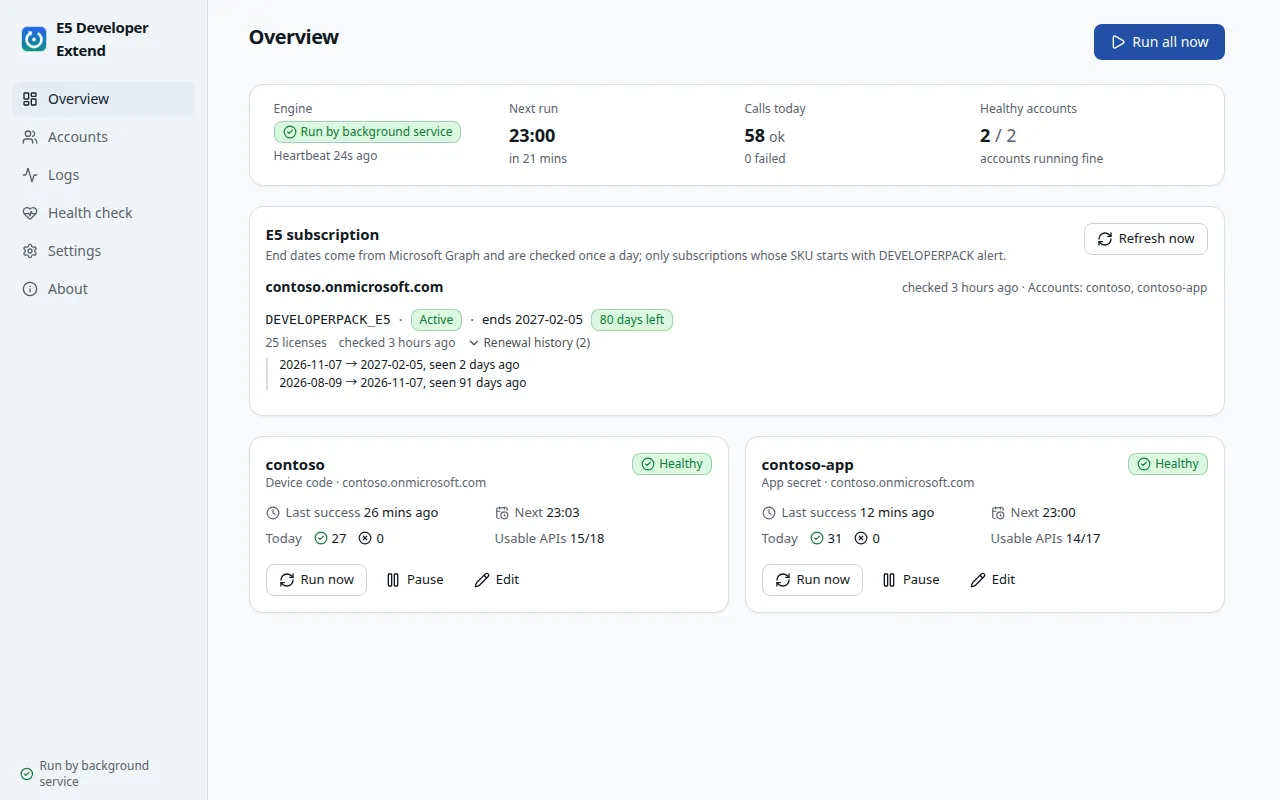 E5 Developer
Extend
Overview
Accounts
Logs
Health check
Settings
About
Run by background
service
Overview
Run all now
Engine
Run by background service
Heartbeat 24s ago
Next run
23:00
in 21 mins
Calls today
58 ok
0 failed
Healthy accounts
2 / 2
accounts running fine
E5 subscription
Refresh now
End dates come from Microsoft Graph and are checked once a day; only subscriptions whose SKU starts with DEVELOPERPACK alert.
contoso.onmicrosoft.com
checked 3 hours ago · Accounts: contoso, contoso-app
DEVELOPERPACK_E5 · Active · ends 2027-02-05 80 days left
25 licenses checked 3 hours ago Renewal history (2)
2026-11-07 → 2027-02-05, seen 2 days ago
2026-08-09 → 2026-11-07, seen 91 days ago
contoso
Healthy
Device code · contoso.onmicrosoft.com
Last success 26 mins ago
Next 23:03
Today 27 0
Usable APIs 15/18
Run now
Pause
Edit
contoso-app
Healthy
App secret · contoso.onmicrosoft.com
Last success 12 mins ago
Next 23:00
Today 31 0
Usable APIs 14/17
Run now
Pause
Edit